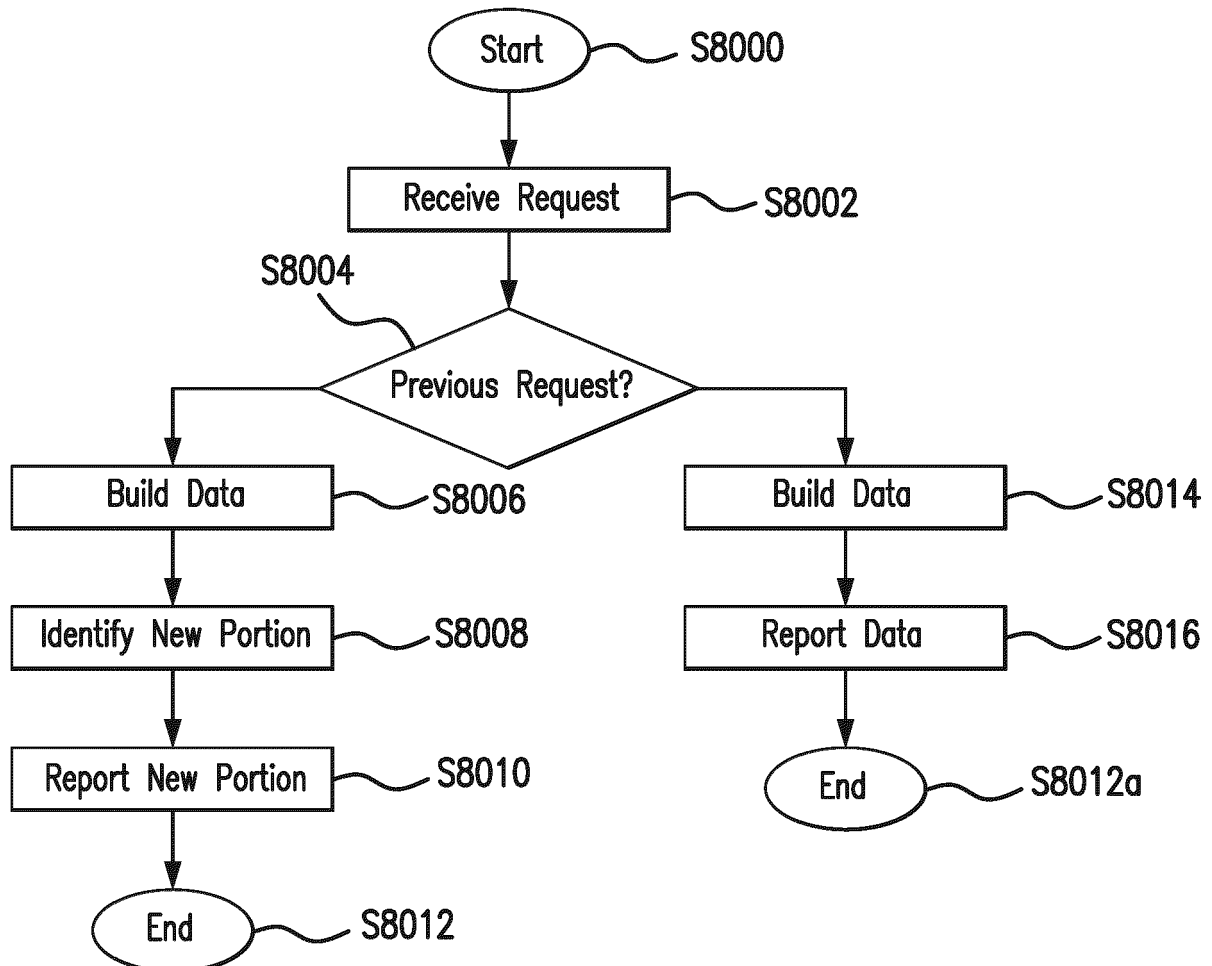 Start
S8000
Receive Request
S8002
S8004
Previous Request?
Build Data
S8006
Build Data
S8014
Identify New Portion
S8008
Report Data
S8016
Report New Portion
S8010
End
S8012a
End
S8012